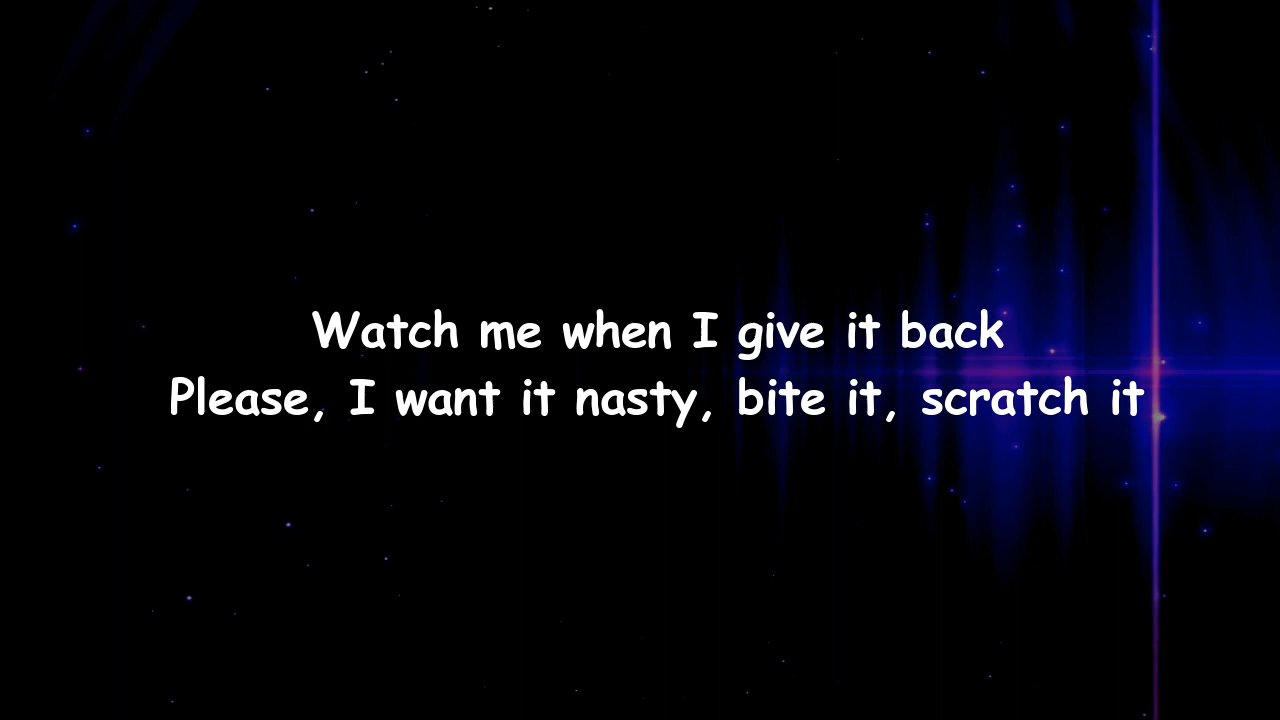 Watch me when I give it back
Please, I want it nasty, bite it, scratch it